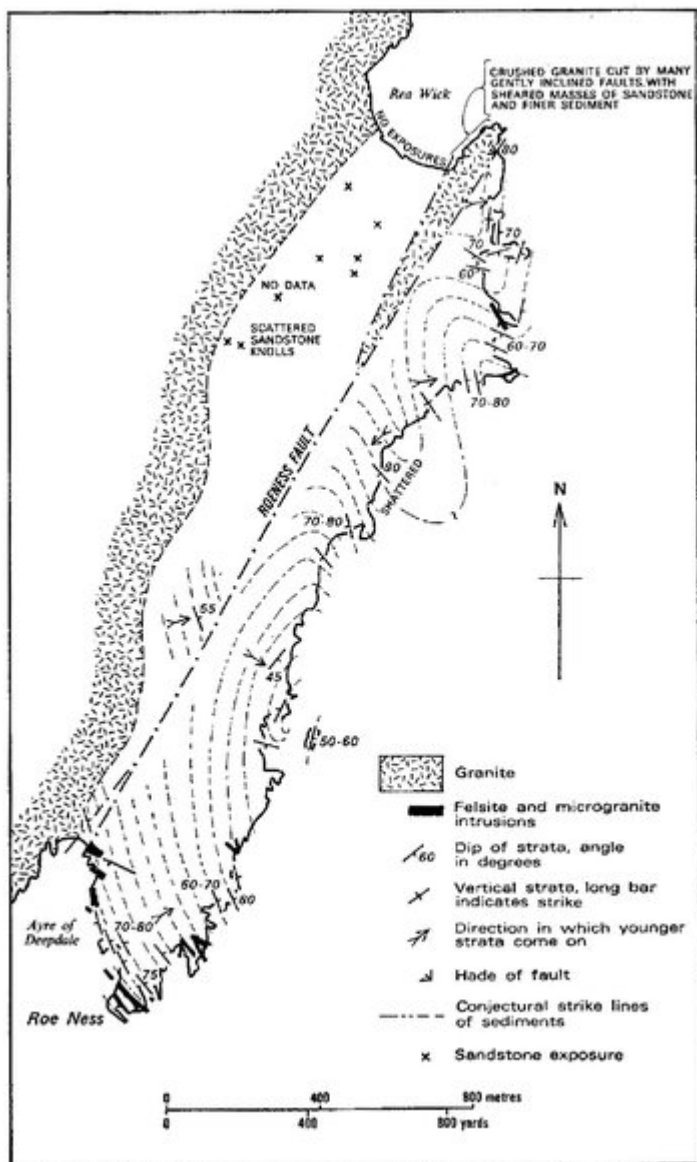 Rea Wick
CRUSHED GRANITE CUT BY MANY
GENTLY INCLINED FAULTS, WITH
SHEARED MASSES OF SANDSTONE
AND FINER SEDIMENT
NO EXPOSURES
80
70
70
60
NO DATA
SCATTERED
SANDSTONE
KNOLLS
60-70
70-80
ROENESS FAULT
80
SHATTERED
70-80
N
55
45
50-60
60-70
80
70-80
75
Ayre of
Deepdale
Roe Ness
Granite
Felsite and microgranite
intrusions
60
Dip of strata, angle
in degrees
Vertical strata, long bar
indicates strike
Direction in which younger
strata come on
Hade of fault
Conjectural strike lines
of sediments
Sandstone exposure
0 400 800 metres
0 400 800 yards